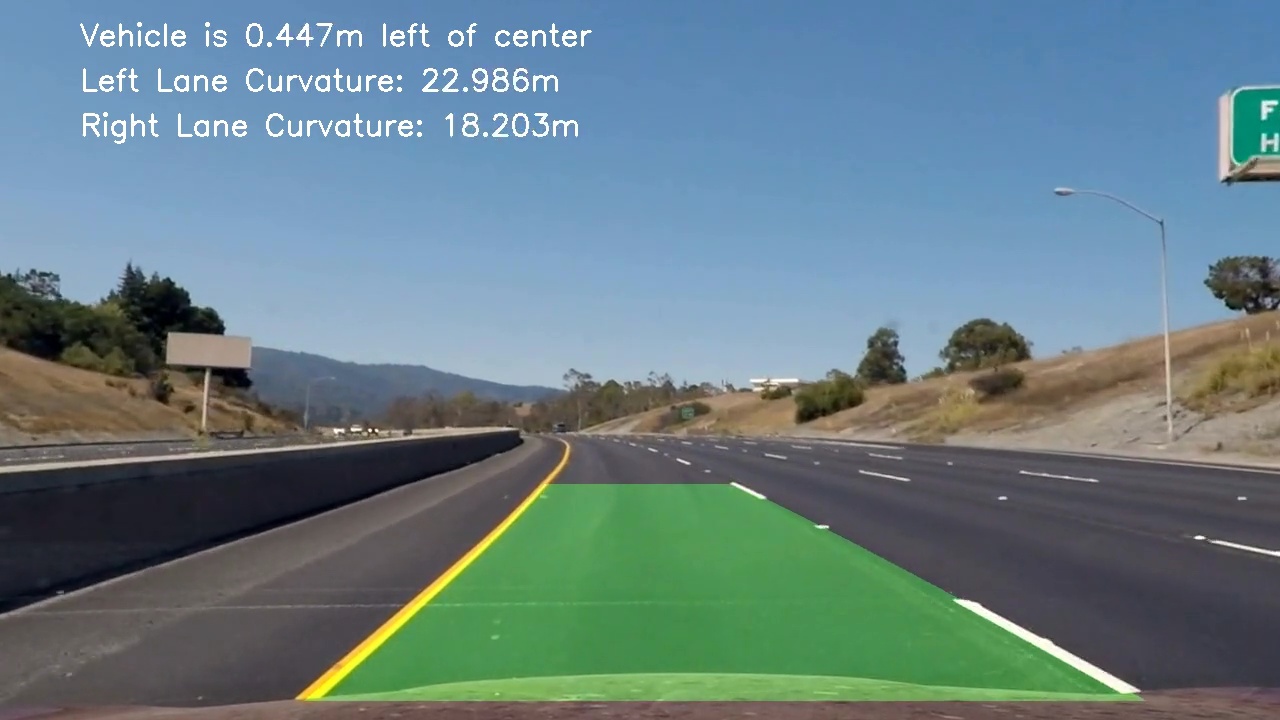 Vehicle is 0.447m left of center
Left Lane Curvature: 22.986m
Right Lane Curvature: 18.203m
F
H